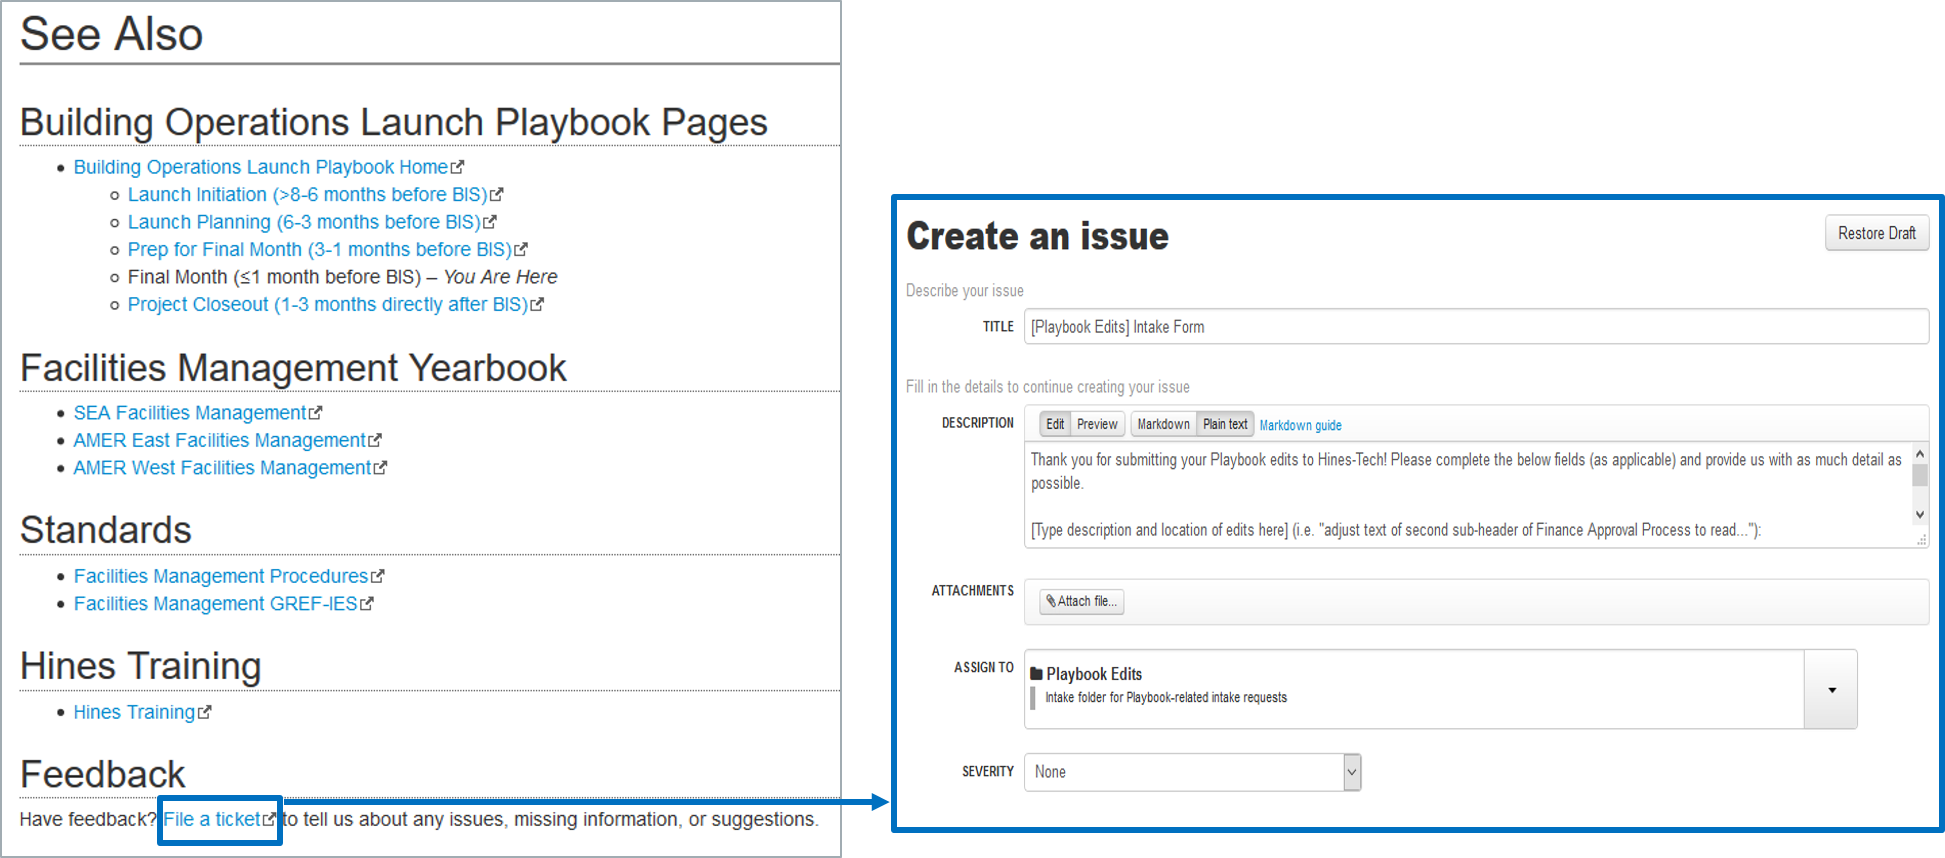 See Also
Building Operations Launch Playbook Pages
Building Operations Launch Playbook Home
Launch Initiation (>8-6 months before BIS)
Launch Planning (6-3 months before BIS)
Prep for Final Month (3-1 months before BIS)
Final Month (≤1 month before BIS) – You Are Here
Project Closeout (1-3 months directly after BIS)
Facilities Management Yearbook
SEA Facilities Management
AMER East Facilities Management
AMER West Facilities Management
Standards
Facilities Management Procedures
Facilities Management GREF-IES
Hines Training
Hines Training
Feedback
Have feedback? File a ticket to tell us about any issues, missing information, or suggestions.
Create an issue
Restore Draft
Describe your issue
TITLE [Playbook Edits] Intake Form
Fill in the details to continue creating your issue
DESCRIPTION Edit Preview Markdown Plain text Markdown guide
Thank you for submitting your Playbook edits to Hines-Tech! Please complete the below fields (as applicable) and provide us with as much detail as
possible.
[Type description and location of edits here] (i.e. "adjust text of second sub-header of Finance Approval Process to read..."):
ATTACHMENTS Attach file...
ASSIGN TO Playbook Edits
Intake folder for Playbook-related intake requests
SEVERITY None